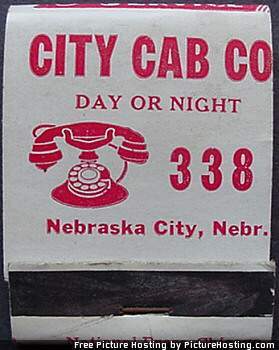 CITY CAB CO
DAY OR NIGHT
338
Nebraska City, Nebr.
Free Picture Hosting by PictureHosting.com